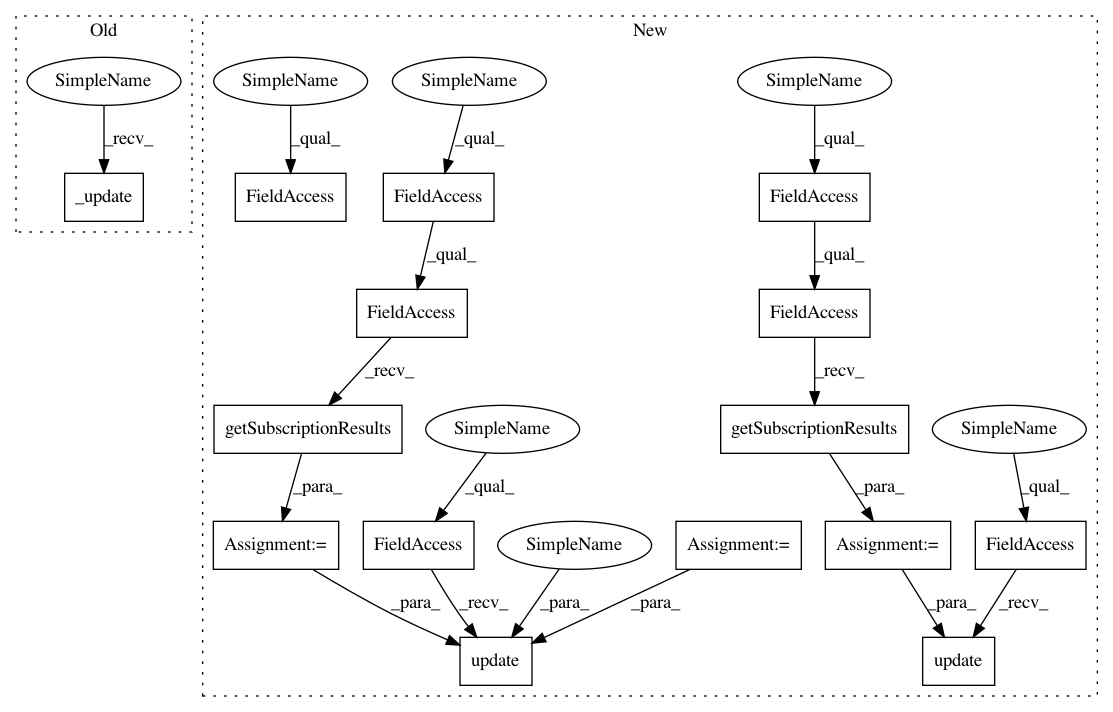 Old
New
SimpleName
SimpleName
SimpleName
SimpleName
_recv_
_qual_
_qual_
_qual_
_update
FieldAccess
FieldAccess
FieldAccess
_qual_
_qual_
FieldAccess
FieldAccess
_recv_
_recv_
getSubscriptionResults
SimpleName
getSubscriptionResults
SimpleName
_para_
_qual_
_para_
_qual_
Assignment:=
FieldAccess
SimpleName
Assignment:=
Assignment:=
FieldAccess
_para_
_recv_
_para_
_para_
_para_
_recv_
update
update